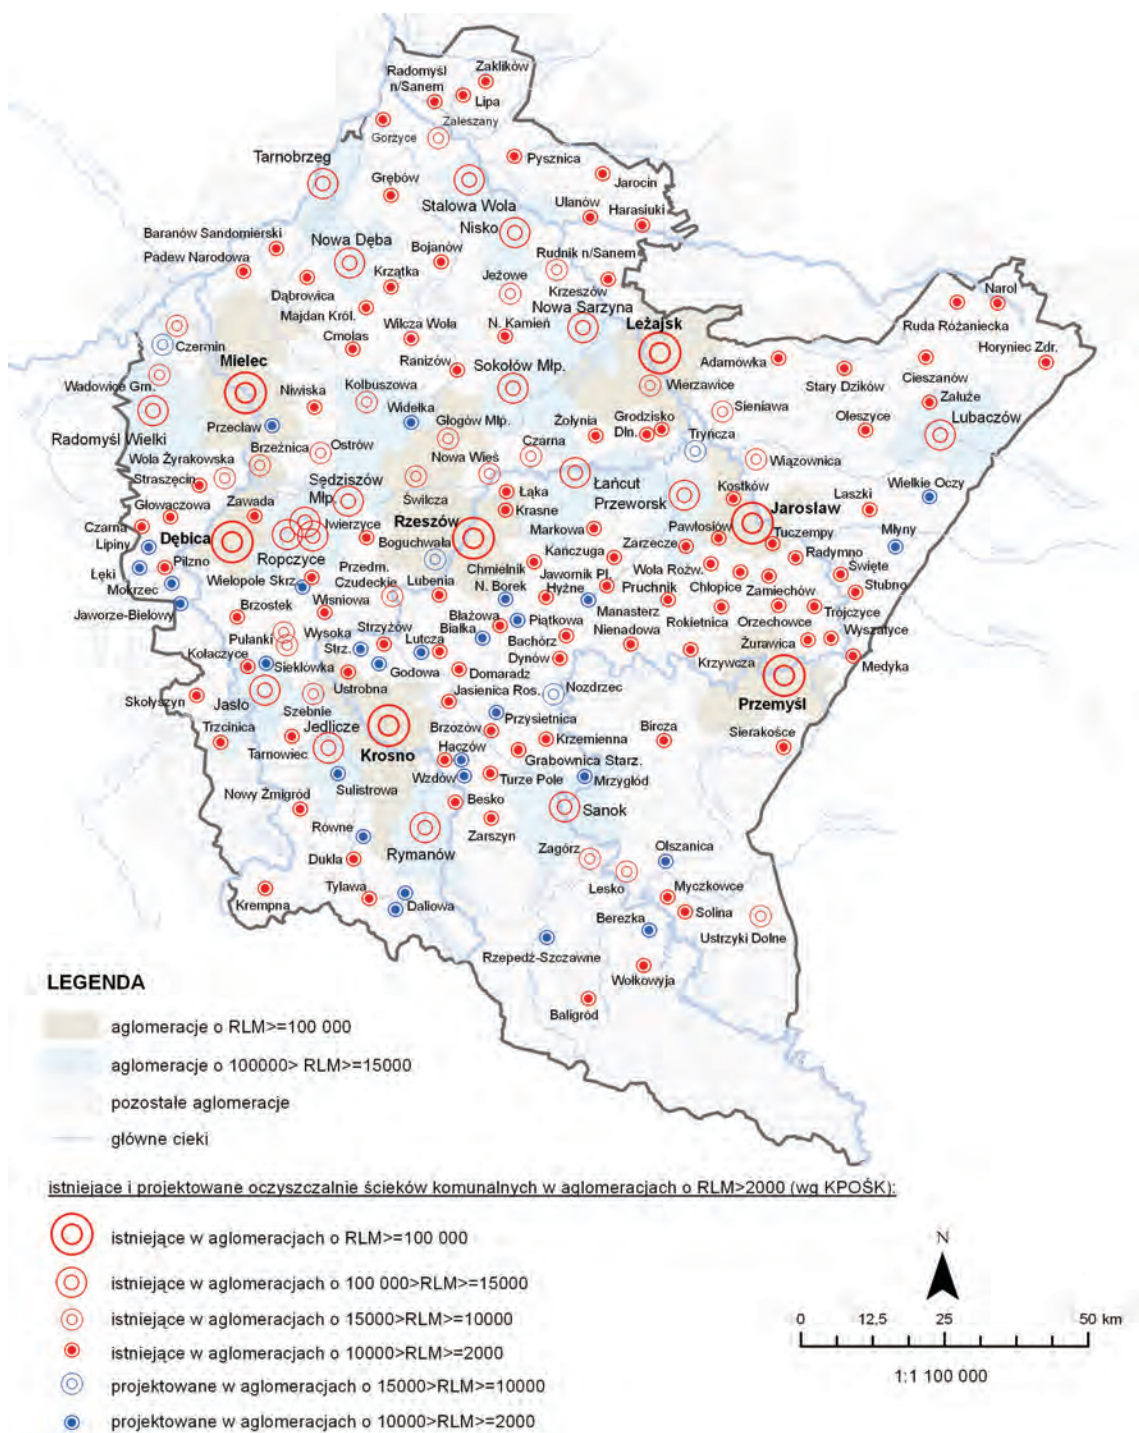 Zaklików
Radomyśl
n/Sanem
Lipa
Zaleszany
Gorzyce
Tarnobrzeg
Pysznica
Jarocin
Grębów
Stalowa Wola
Ulanów
Harasiuki
Nisko
Baranów Sandomierski
Padew Narodowa
Nowa Dęba
Bojanów
Rudnik n/Sanem
Jeżowe
Krzątka
Krzeszów
Dąbrowica
Nowa Sarzyna
Narol
Majdan Król.
Ruda Różaniecka
Czermin
Cmolas
Wilcza Wola
N. Kamień
Leżajsk
Horyniec Zdr.
Mielec
Raniżów
Sokołów Młp.
Adamówka
Stary Dzików
Cieszanów
Wadowice Grn.
Niwiska
Kolbuszowa
Wierzawice
Załuże
Radomyśl Wielki
Przecław
Widełka
Głogów Młp.
Żołynia
Grodzisko
Dln.
Sieniawa
Oleszyce
Lubaczów
Brzeźnica
Ostrów
Czarna
Tryńcza
Wola Żyrakowska
Nowa Wieś
Wiązownica
Straszęcin
Sędziszów
Młp.
Świlcza
Łańcut
Przeworsk
Wielkie Oczy
Głowaczowa
Zawada
Łąka
Kostków
Laszki
Czarna
Iwierzyce
Rzeszów
Krasne
Jarosław
Lipiny
Dębica
Ropczyce
Boguchwała
Markowa
Pawłosiów
Tuczempy
Młyny
Pilzno
Kańczuga
Zarzecze
Radymno
Łęki
Przedm.
Czudeckie
Chmielnik
Jawornik Pl.
Wola Roźw.
Święte
Mokrzec
Wielopole Skrz.
Lubenia
N. Borek
Hyżne
Pruchnik
Chłopice
Zamiechów
Stubno
Jaworze-Bielowy
Brzostek
Wiśniowa
Błażowa
Piątkowa
Manasterz
Rokietnica
Orzechowce
Trójczyce
Pulanki
Wysoka
Strz.
Strzyżów
Białka
Bachórz
Nienadowa
Żurawica
Wyszatyce
Kołaczyce
Sieklówka
Lutcza
Dynów
Krzywcza
Medyka
Godowa
Domaradz
Skołyszyn
Jasło
Ustrobna
Jasienica Ros.
Nozdrzec
Przemyśl
Szebnie
Przysietnica
Trzcinica
Jedlicze
Brzozów
Krzemienna
Bircza
Sierakośce
Tarnowiec
Krosno
Haczów
Grabownica Starz.
Wzdów
Turze Pole
Mrzygłód
Nowy Żmigród
Sulistrowa
Besko
Sanok
Równe
Zarszyn
Rymanów
Zagórz
Olszanica
Dukla
Lesko
Myczkowce
Krempna
Tylawa
Daliowa
Berezka
Solina
Ustrzyki Dolne
Rzepedź-Szczawne
Wołkowyja
Baligród
LEGENDA
aglomeracje o RLM>=100 000
aglomeracje o 100000> RLM>=15000
pozostałe aglomeracje
główne cieki
istniejące i projektowane oczyszczalnie ścieków komunalnych w aglomeracjach o RLM>2000 (wg KPOŚK):
istniejące w aglomeracjach o RLM>=100 000
istniejące w aglomeracjach o 100 000>RLM>=15000
istniejące w aglomeracjach o 15000>RLM>=10000
istniejące w aglomeracjach o 10000>RLM>=2000
projektowane w aglomeracjach o 15000>RLM>=10000
projektowane w aglomeracjach o 10000>RLM>=2000
N
0 12,5 25 50 km
1:1 100 000